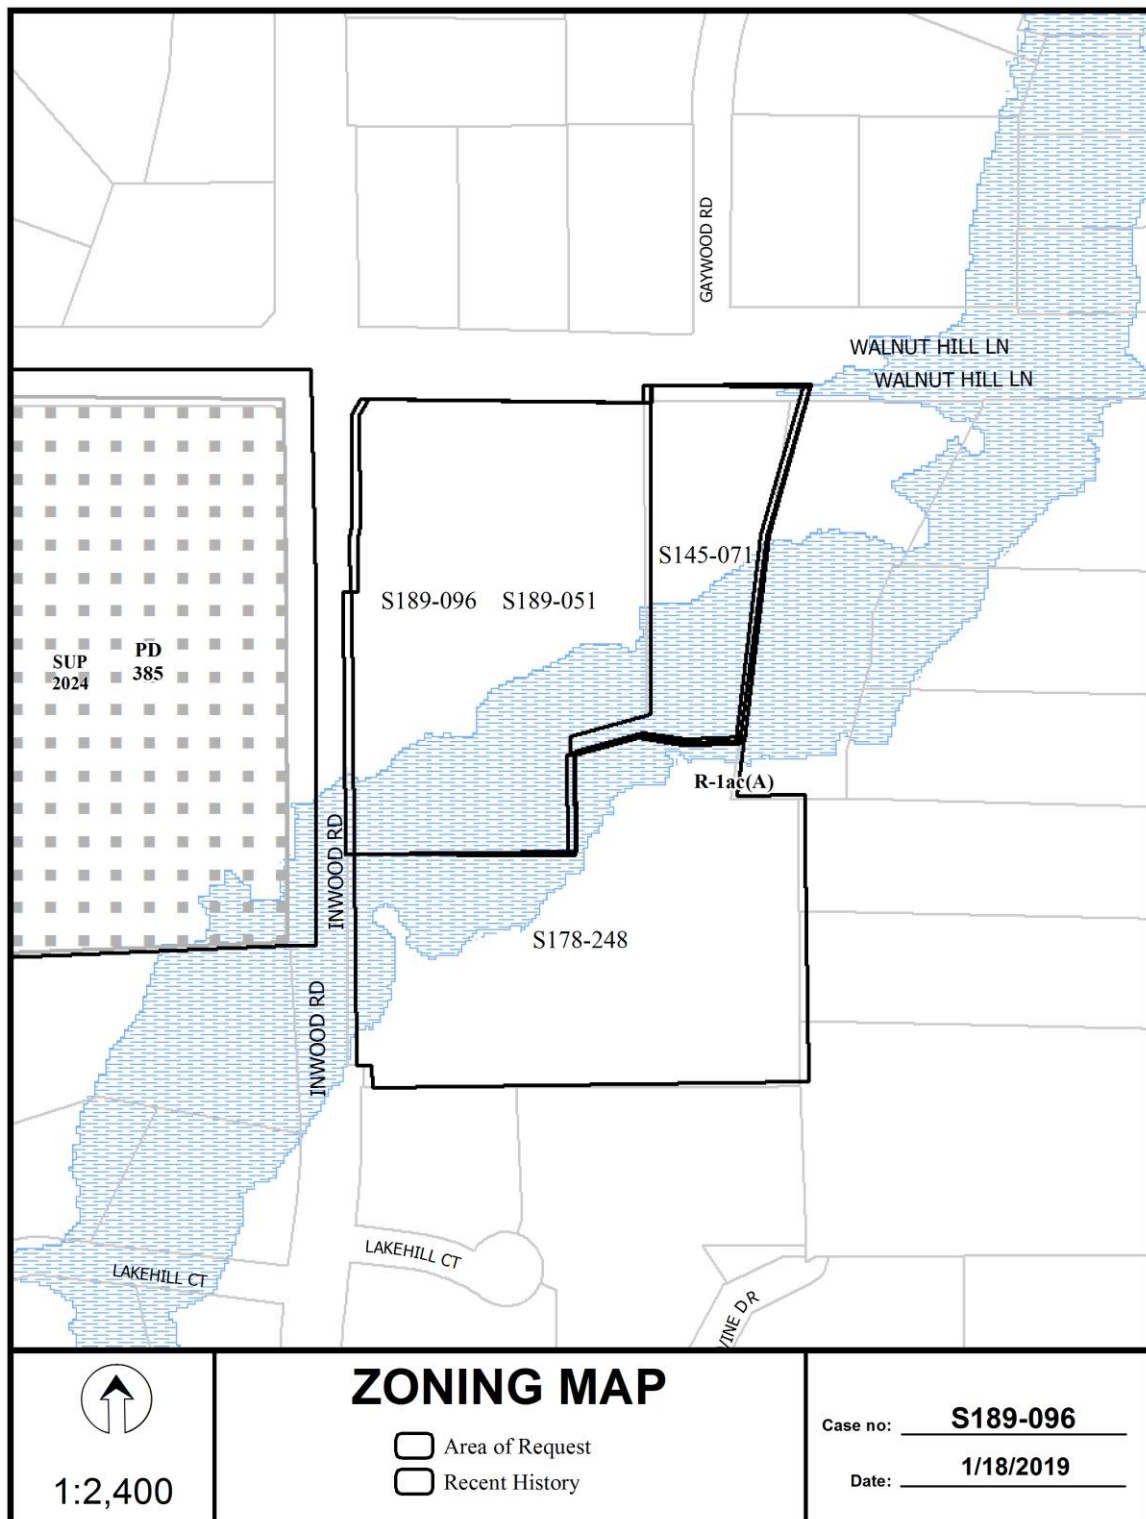 GAYWOOD RD
WALNUT HILL LN
WALNUT HILL LN
S145-071
S189-096 S189-051
SUP
2024
PD
385
R-1ac(A)
INWOOD RD
S178-248
INWOOD RD
LAKEHILL CT
LAKEHILL CT
VINE DR
1:2,400
ZONING MAP
Area of Request
Recent History
Case no: S189-096
Date: 1/18/2019